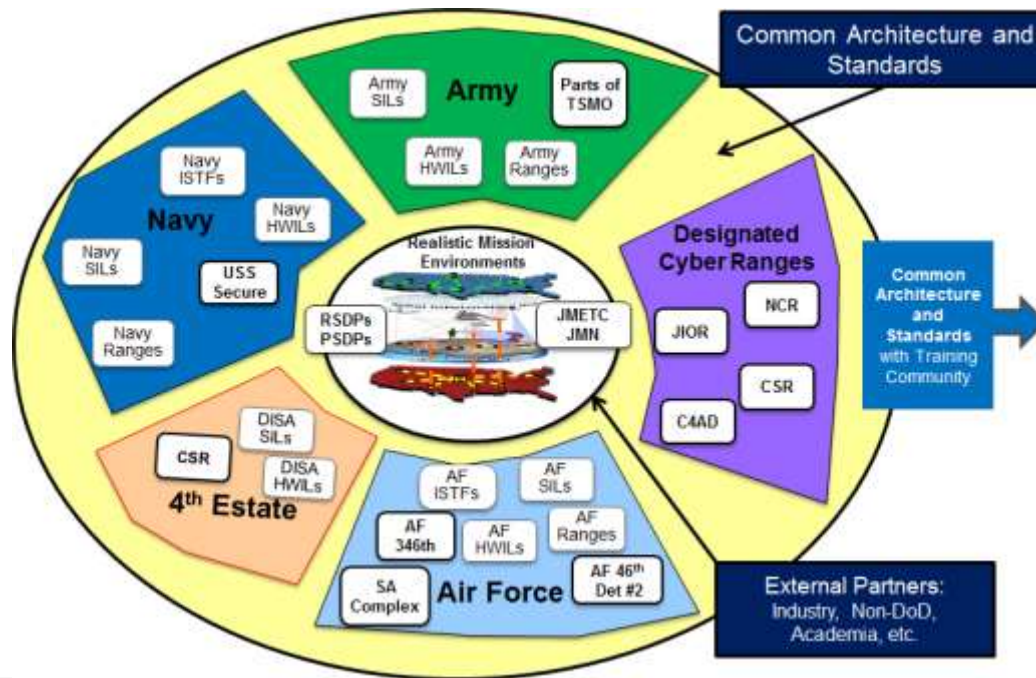 Common Architecture and
Standards
Army
Army
SILs
Parts of
TSMO
Army
HWILs
Army
Ranges
Navy
Navy
ISTFs
Navy
HWILs
Navy
SILs
USS
Secure
Navy
Ranges
Realistic Mission
Environments
RSDPs
PSDPs
JMETC
JMN
Designated
Cyber Ranges
NCR
JIOR
CSR
C4AD
Common
Architecture
and
Standards
with Training
Community
4th Estate
CSR
DISA
SILs
DISA
HWILs
Air Force
AF
ISTFs
AF
SILs
AF
346th
AF
HWILs
AF
Ranges
SA
Complex
AF 46th
Det #2
External Partners:
Industry, Non-DoD,
Academia, etc.